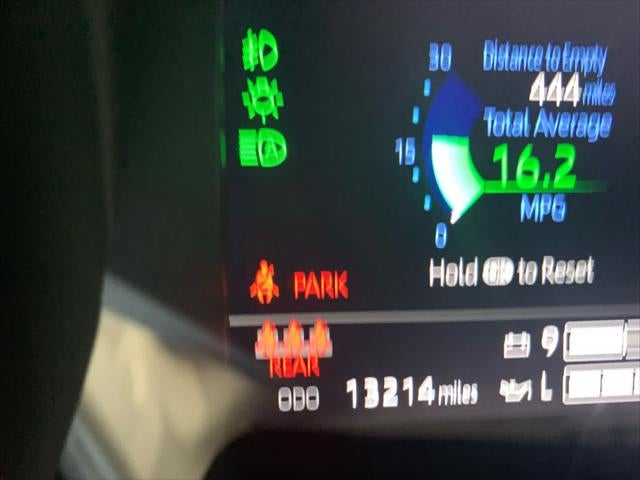 30
Distance to Empty
444 miles
Total Average
15
16.2
MPG
0
Hold OK to Reset
PARK
REAR
ODO 13214 miles
L